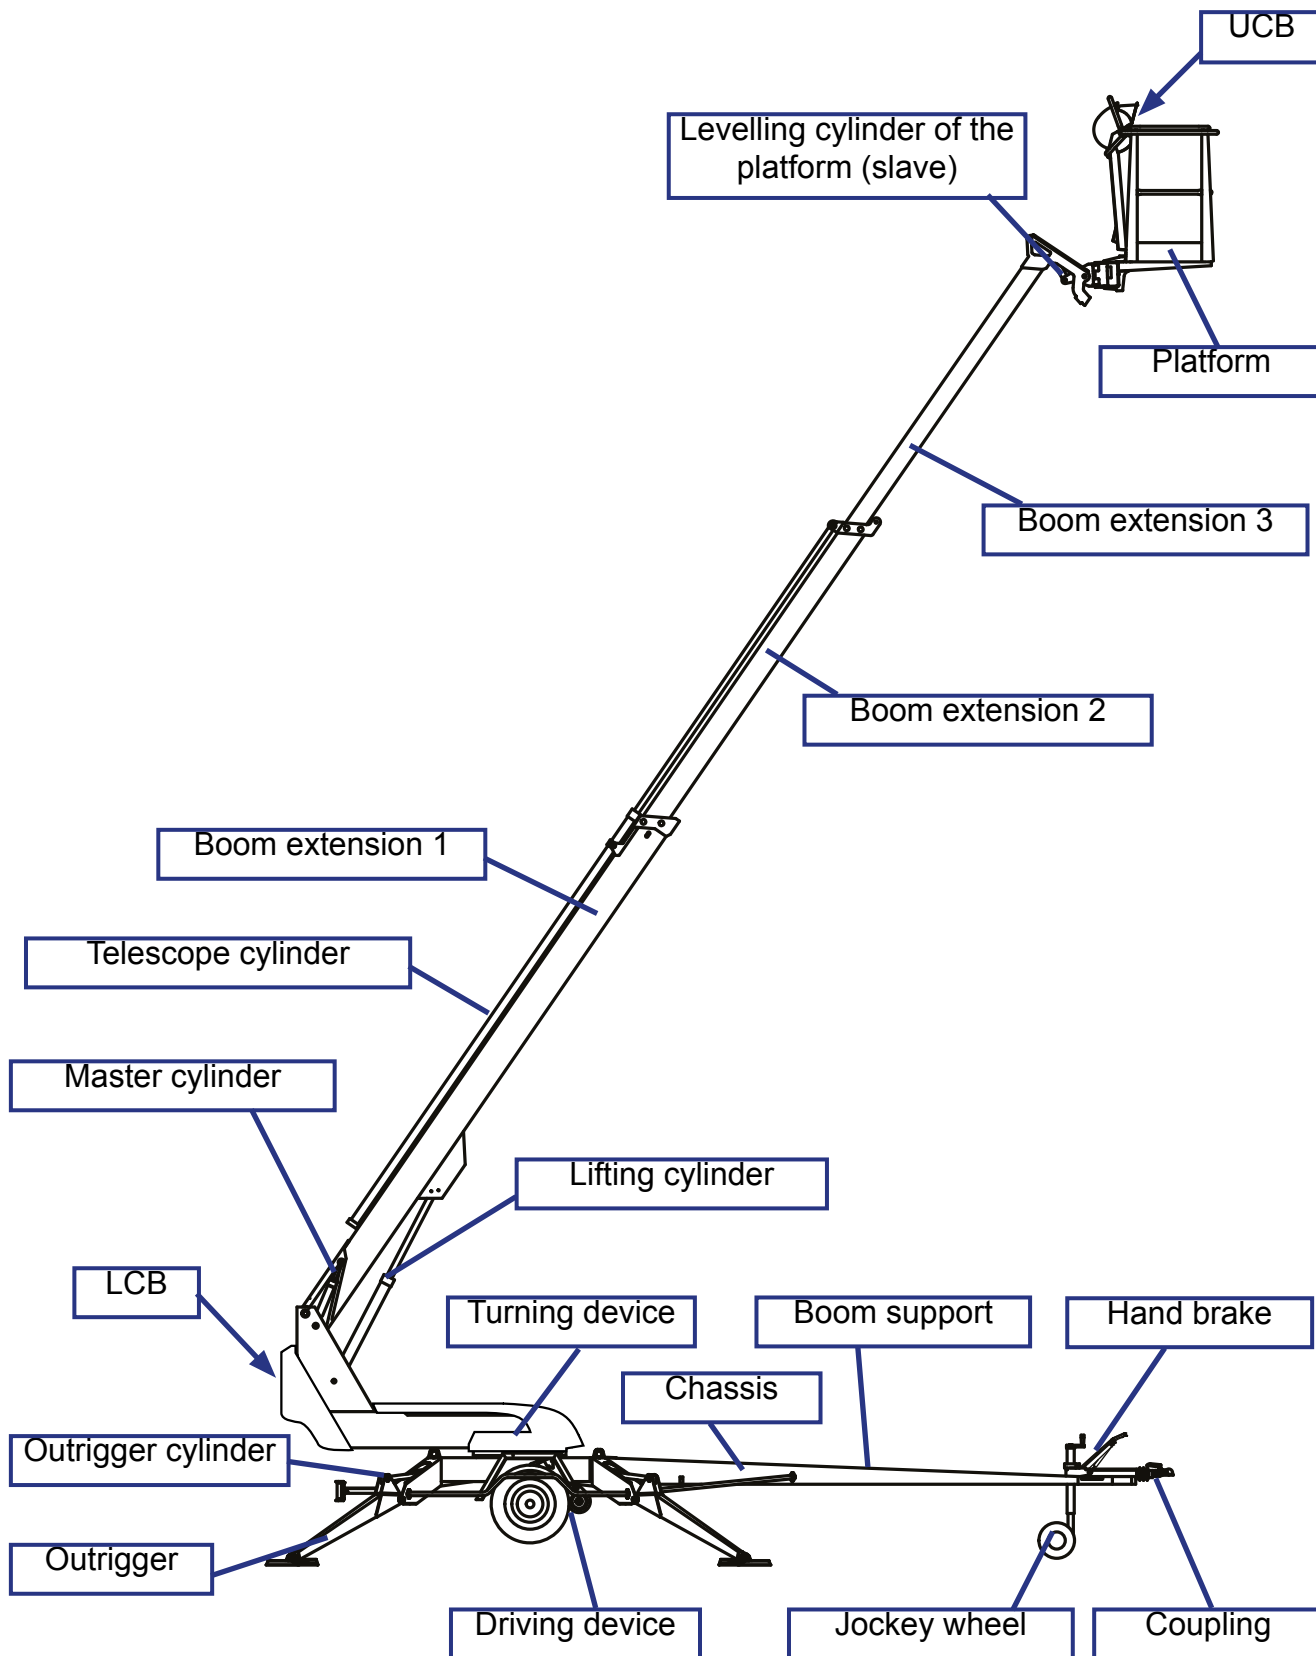 UCB
Levelling cylinder of the
platform (slave)
Platform
Boom extension 3
Boom extension 2
Boom extension 1
Telescope cylinder
Master cylinder
Lifting cylinder
LCB
Turning device
Boom support
Hand brake
Chassis
Outrigger cylinder
Outrigger
Driving device
Jockey wheel
Coupling